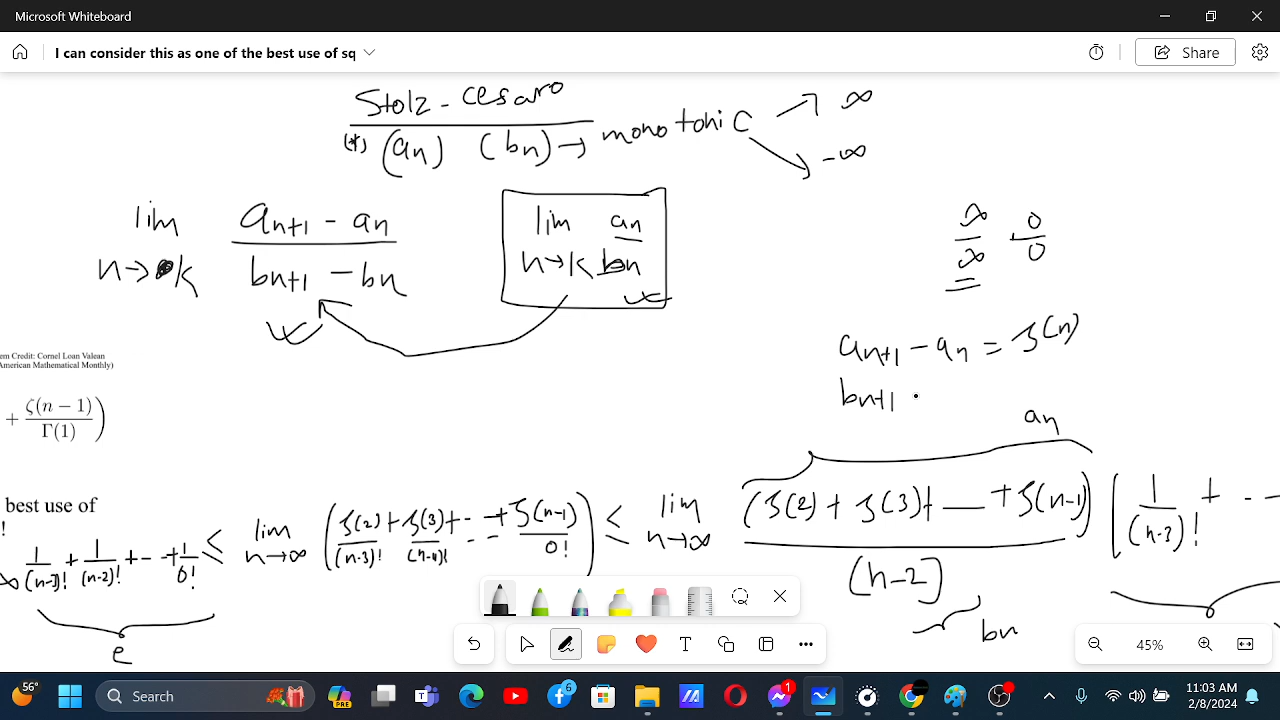 Microsoft Whiteboard
I can consider this as one of the best use of sq
Share
Stolz - Cesaro
(*) (an) (bn) → monotonic ↗ ∞
↘ -∞
lim n→k (an+1 - an)/(bn+1 - bn)
lim n→k an/bn
∞/∞ 0/0
an+1 - an = ζ(n)
bn+1
em Credit: Cornel Loan Valean
American Mathematical Monthly)
+ ζ(n − 1)/Γ(1) )
an
best use of
!
∞ 1/(n-3)! + 1/(n-2)! + - - + 1/0! ≤ lim n→∞ (ζ(2)/(n-3)! + ζ(3)/(n-4)! + - - - - + ζ(n-1)/0!) ≤ lim n→∞ (ζ(2) + ζ(3) + — + ζ(n-1))/(n-2) [1/(n-3)! + - -
e
bn
45%
56°
Search
PRE
6
1
11:03 AM
2/8/2024